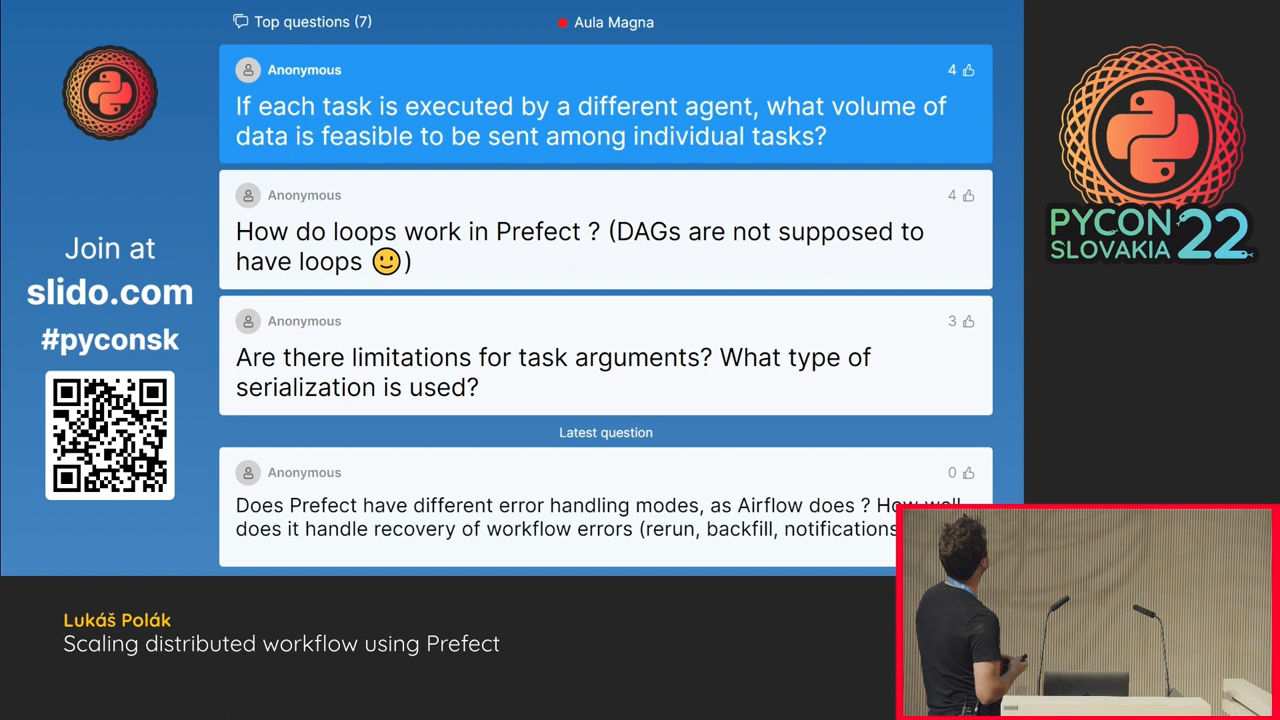 Top questions (7)
Aula Magna
Anonymous
4
If each task is executed by a different agent, what volume of
data is feasible to be sent among individual tasks?
Anonymous
4
How do loops work in Prefect ? (DAGs are not supposed to
have loops 🙂)
Anonymous
3
Are there limitations for task arguments? What type of
serialization is used?
Latest question
Anonymous
0
Does Prefect have different error handling modes, as Airflow does ? How well
does it handle recovery of workflow errors (rerun, backfill, notifications
Join at
slido.com
#pyconsk
PYCON
SLOVAKIA
22
Lukáš Polák
Scaling distributed workflow using Prefect